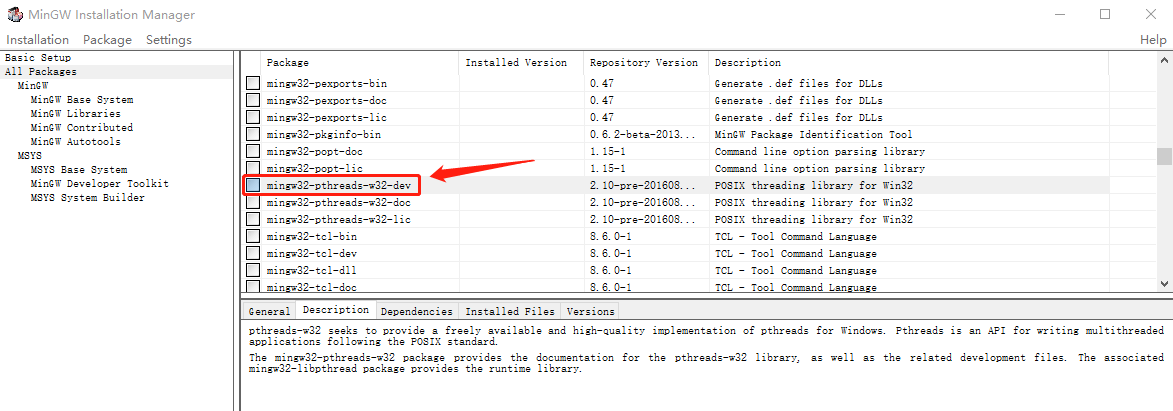 MinGW Installation Manager
Installation Package Settings Help
Basic Setup
All Packages
MinGW
MinGW Base System
MinGW Libraries
MinGW Contributed
MinGW Autotools
MSYS
MSYS Base System
MinGW Developer Toolkit
MSYS System Builder
Package Installed Version Repository Version Description
mingw32-pexports-bin 0.47 Generate .def files for DLLs
mingw32-pexports-doc 0.47 Generate .def files for DLLs
mingw32-pexports-lic 0.47 Generate .def files for DLLs
mingw32-pkginfo-bin 0.6.2-beta-2013... MinGW Package Identification Tool
mingw32-popt-doc 1.15-1 Command line option parsing library
mingw32-popt-lic 1.15-1 Command line option parsing library
mingw32-pthreads-w32-dev 2.10-pre-201608... POSIX threading library for Win32
mingw32-pthreads-w32-doc 2.10-pre-201608... POSIX threading library for Win32
mingw32-pthreads-w32-lic 2.10-pre-201608... POSIX threading library for Win32
mingw32-tcl-bin 8.6.0-1 TCL - Tool Command Language
mingw32-tcl-dev 8.6.0-1 TCL - Tool Command Language
mingw32-tcl-dll 8.6.0-1 TCL - Tool Command Language
mingw32-tcl-doc 8.6.0-1 TCL - Tool Command Language
General Description Dependencies Installed Files Versions
pthreads-w32 seeks to provide a freely available and high-quality implementation of pthreads for Windows. Pthreads is an API for writing multithreaded
applications following the POSIX standard.
The mingw32-pthreads-w32 package provides the documentation for the pthreads-w32 library, as well as the related development files. The associated
mingw32-libpthread package provides the runtime library.